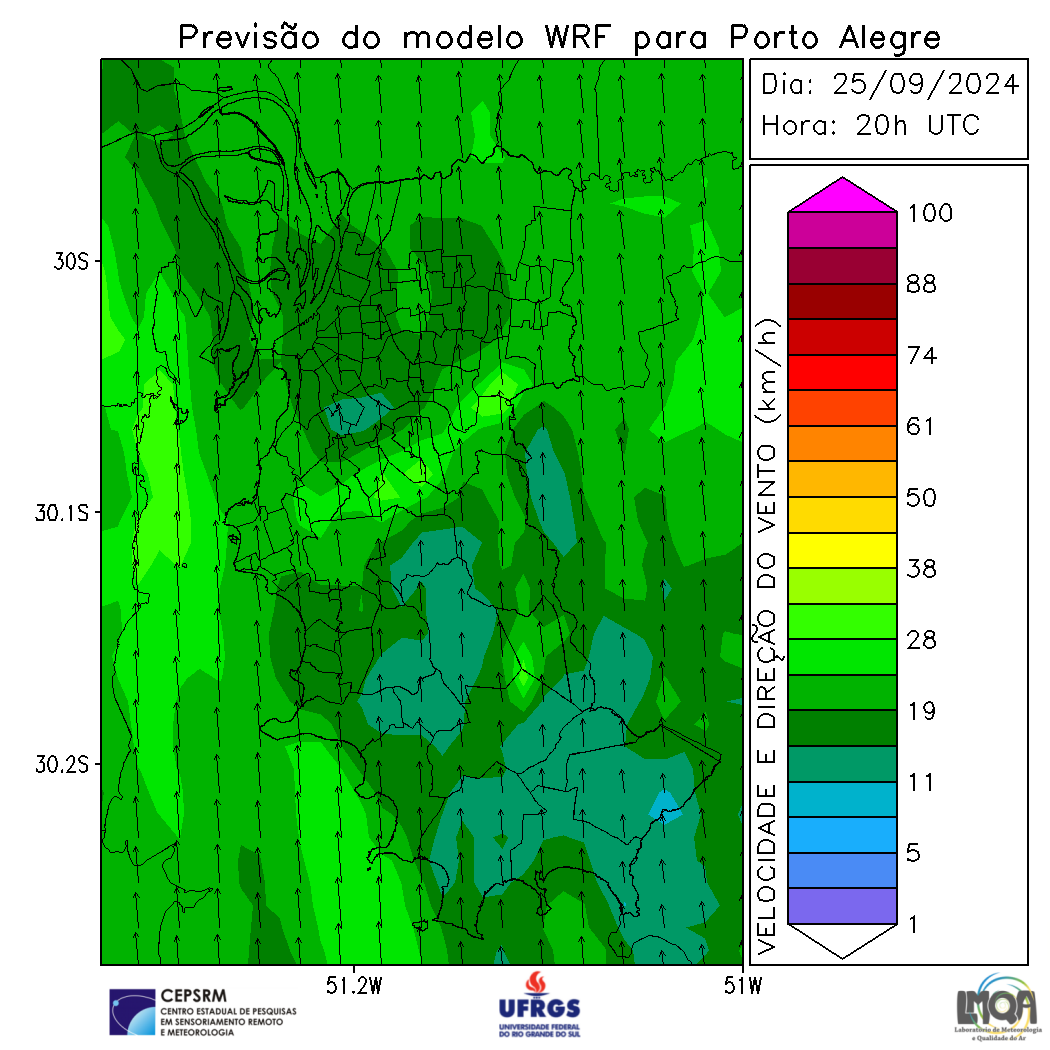 Previsão do modelo WRF para Porto Alegre
Dia: 25/09/2024
Hora: 20h UTC
30S
30.1S
30.2S
51.2W
51W
VELOCIDADE E DIREÇÃO DO VENTO (km/h)
100
88
74
61
50
38
28
19
11
5
1
CEPSRM
CENTRO ESTADUAL DE PESQUISAS
EM SENSORIAMENTO REMOTO
E METEOROLOGIA
UFRGS
UNIVERSIDADE FEDERAL
DO RIO GRANDE DO SUL
LMQA
Laboratório de Meteorologia
e Qualidade do Ar